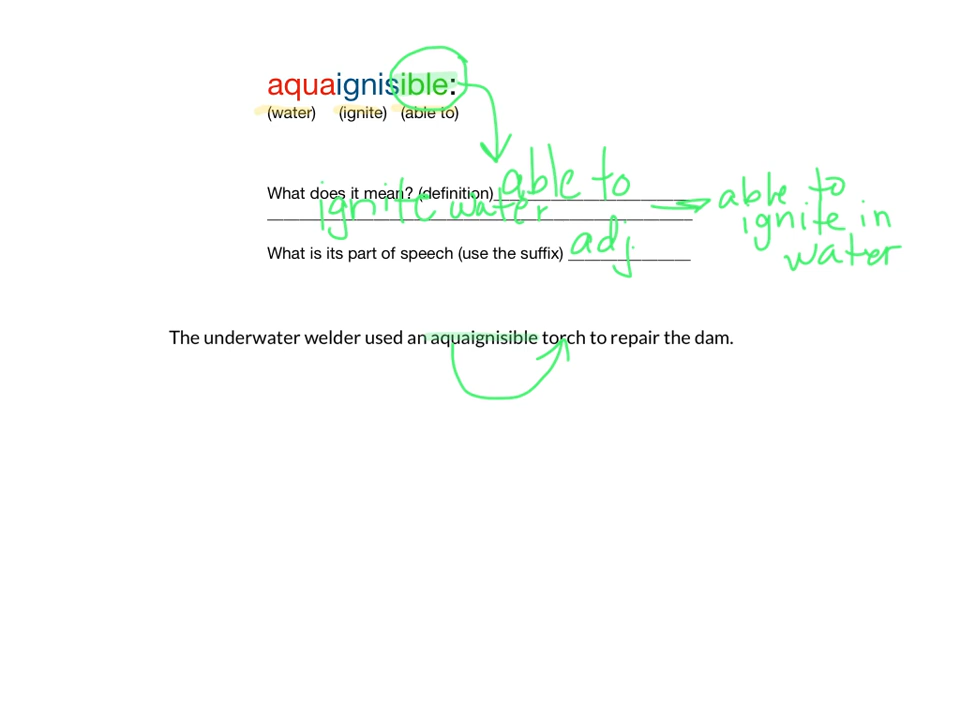 aquaignisible:
(water) (ignite) (able to)
What does it mean? (definition) able to
ignite water → able to
ignite in
water
What is its part of speech (use the suffix) adj.
The underwater welder used an aquaignisible torch to repair the dam.